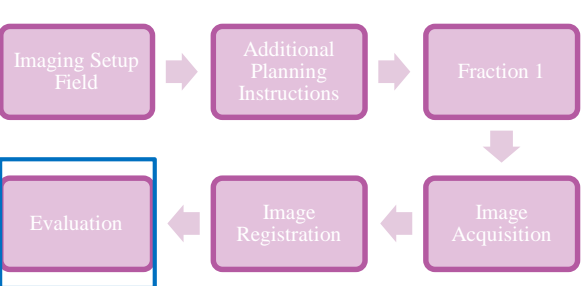 Imaging Setup
Field
Additional
Planning
Instructions
Fraction 1
Image
Acquisition
Image
Registration
Evaluation